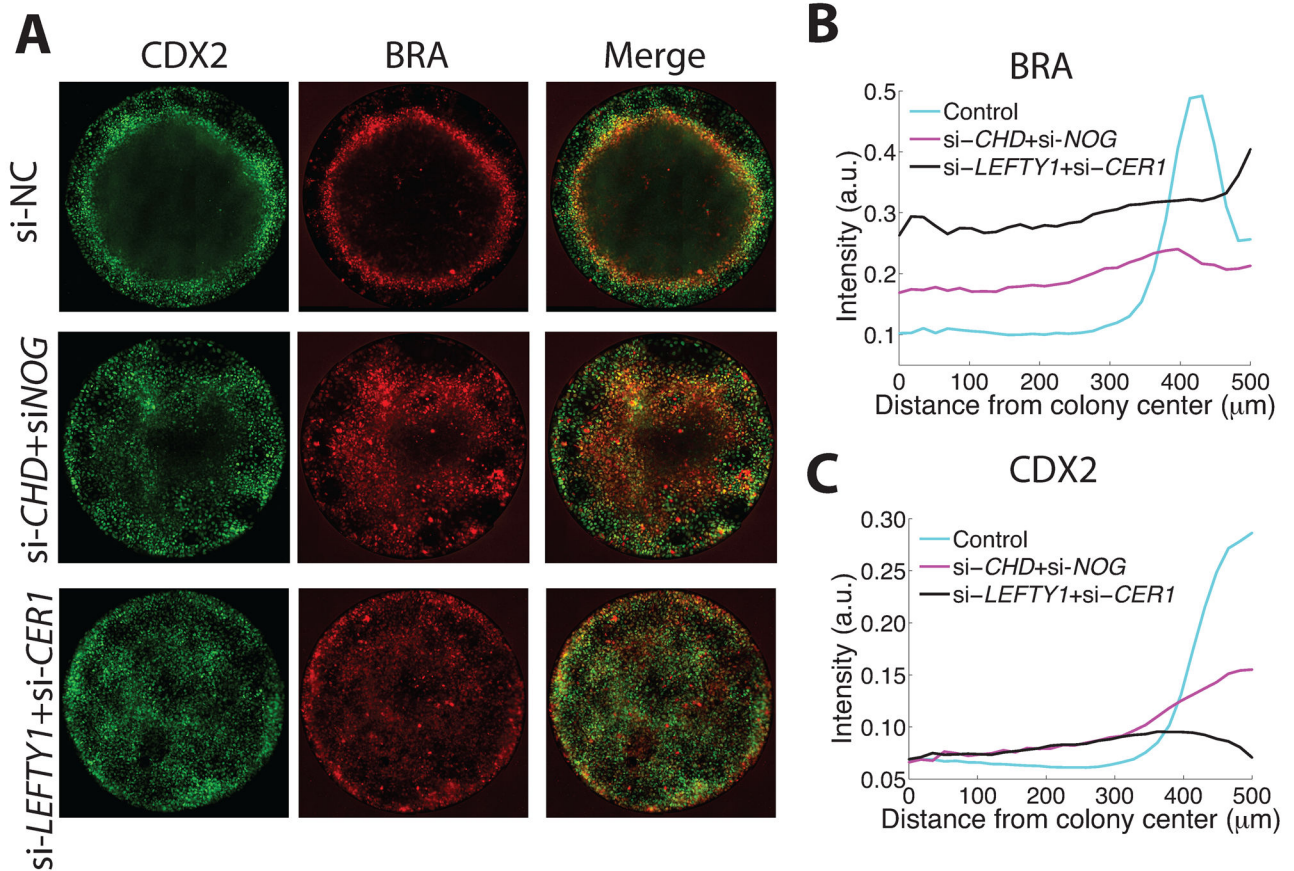 A
CDX2 BRA Merge
si-NC
si-CHD+siNOG
si-LEFTY1+si-CER1
B
BRA
Control
si–CHD+si-NOG
si–LEFTY1+si–CER1
Intensity (a.u.)
0.5
0.4
0.3
0.2
0.1
0 100 200 300 400 500
Distance from colony center (μm)
C
CDX2
Control
si–CHD+si-NOG
si–LEFTY1+si–CER1
Intensity (a.u.)
0.30
0.25
0.20
0.15
0.10
0.05
0 100 200 300 400 500
Distance from colony center (μm)